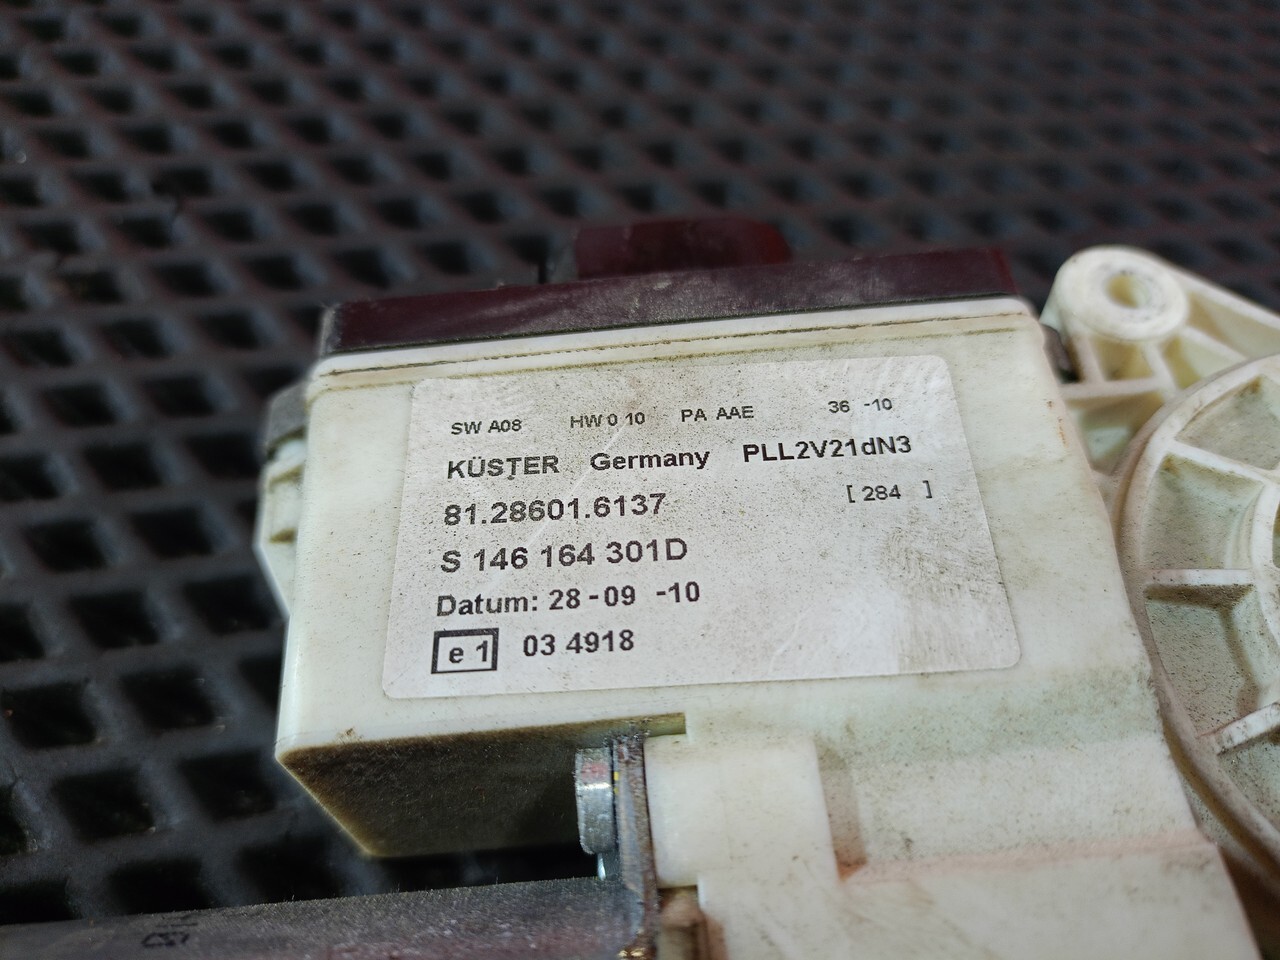 SW A08 HW 0 10 PA AAE 36 -10
KÜSTER Germany PLL2V21dN3
81.28601.6137 [ 284 ]
S 146 164 301D
Datum: 28-09 -10
e 1 03 4918